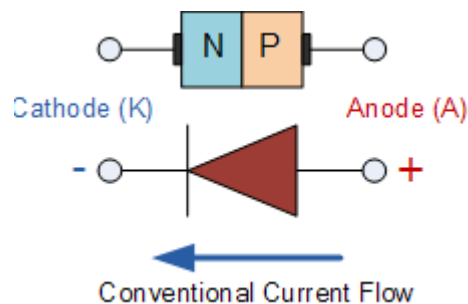 N P
Cathode (K) Anode (A)
- +
Conventional Current Flow